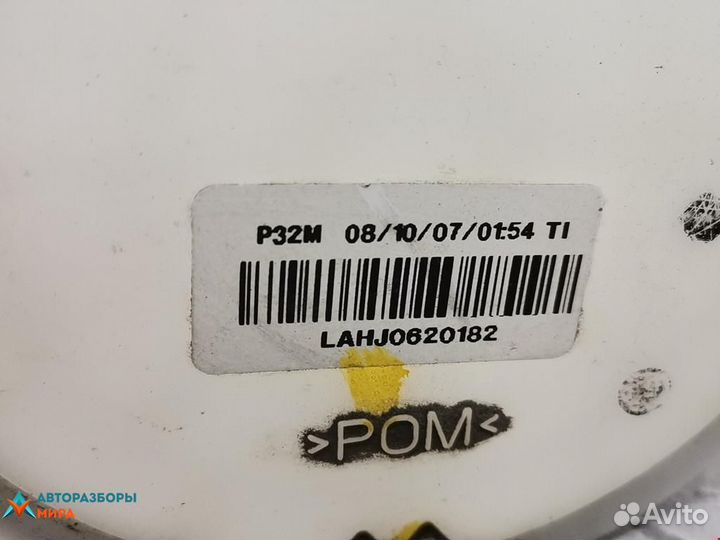 P32M 08/10/07/01:54 TI
LAHJ0620182
>POM<
АВТОРАЗБОРЫ
МИРА
Avito